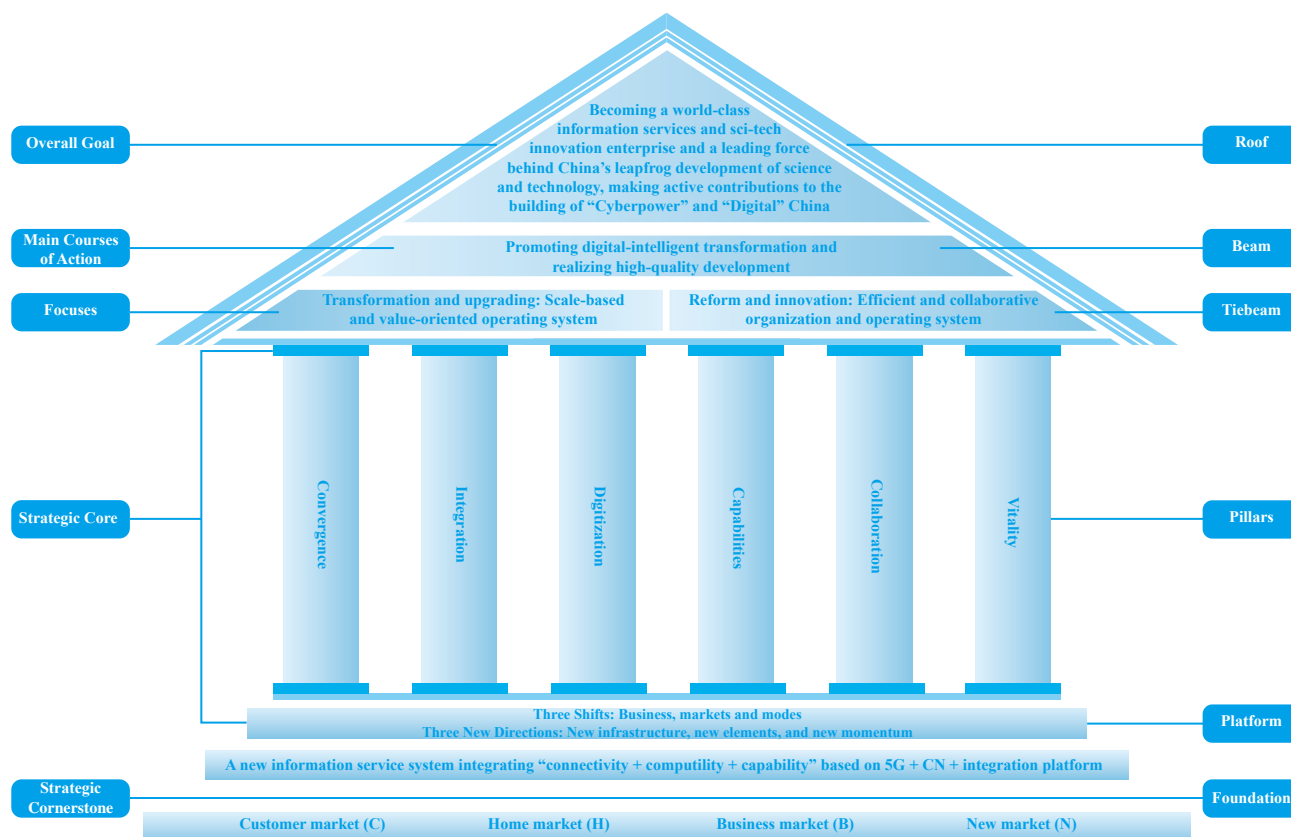 Becoming a world-class
information services and sci-tech
innovation enterprise and a leading force
behind China’s leapfrog development of science
and technology, making active contributions to the
building of “Cyberpower” and “Digital” China
Overall Goal
Roof
Main Courses
of Action
Promoting digital-intelligent transformation and
realizing high-quality development
Beam
Focuses
Transformation and upgrading: Scale-based
and value-oriented operating system
Reform and innovation: Efficient and collaborative
organization and operating system
Tiebeam
Strategic Core
Convergence
Integration
Digitization
Capabilities
Collaboration
Vitality
Pillars
Three Shifts: Business, markets and modes
Three New Directions: New infrastructure, new elements, and new momentum
Platform
A new information service system integrating “connectivity + computility + capability” based on 5G + CN + integration platform
Strategic
Cornerstone
Foundation
Customer market (C)
Home market (H)
Business market (B)
New market (N)